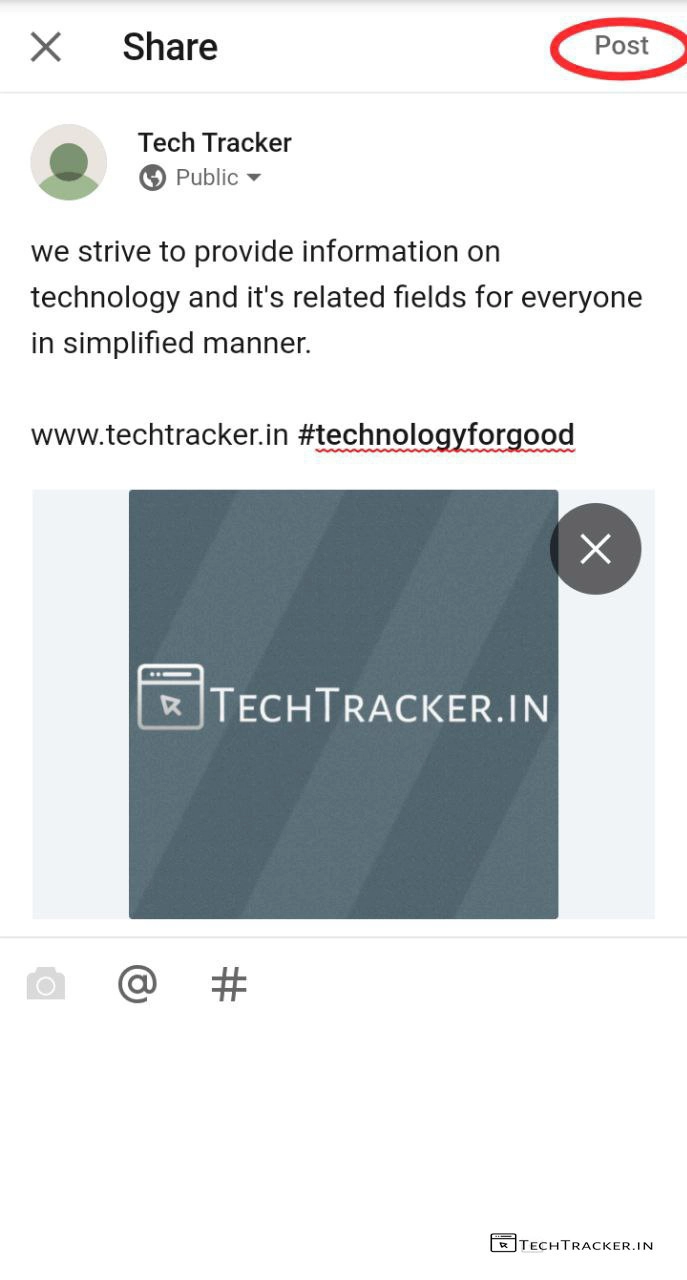 Share
Post
Tech Tracker
Public
we strive to provide information on
technology and it's related fields for everyone
in simplified manner.
www.techtracker.in #technologyforgood
TECHTRACKER.IN
@
#
TECHTRACKER.IN